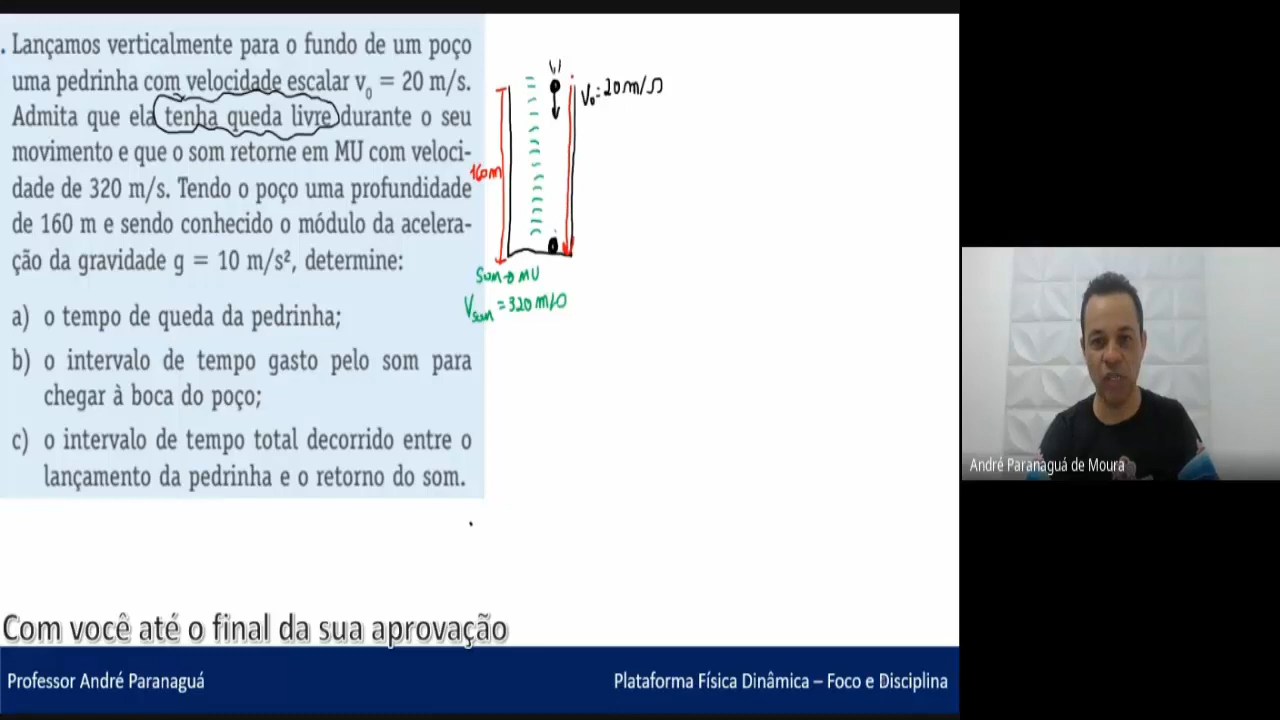 . Lançamos verticalmente para o fundo de um poço
uma pedrinha com velocidade escalar v₀ = 20 m/s.
Admita que ela tenha queda livre durante o seu
movimento e que o som retorne em MU com veloci-
dade de 320 m/s. Tendo o poço uma profundidade
de 160 m e sendo conhecido o módulo da acelera-
ção da gravidade g = 10 m/s², determine:
a) o tempo de queda da pedrinha;
b) o intervalo de tempo gasto pelo som para
chegar à boca do poço;
c) o intervalo de tempo total decorrido entre o
lançamento da pedrinha e o retorno do som.
V₀=20m/s
160m
Som→MU
Vsom=320m/s
André Paranaguá de Moura
Com você até o final da sua aprovação
Professor André Paranaguá
Plataforma Física Dinâmica – Foco e Disciplina